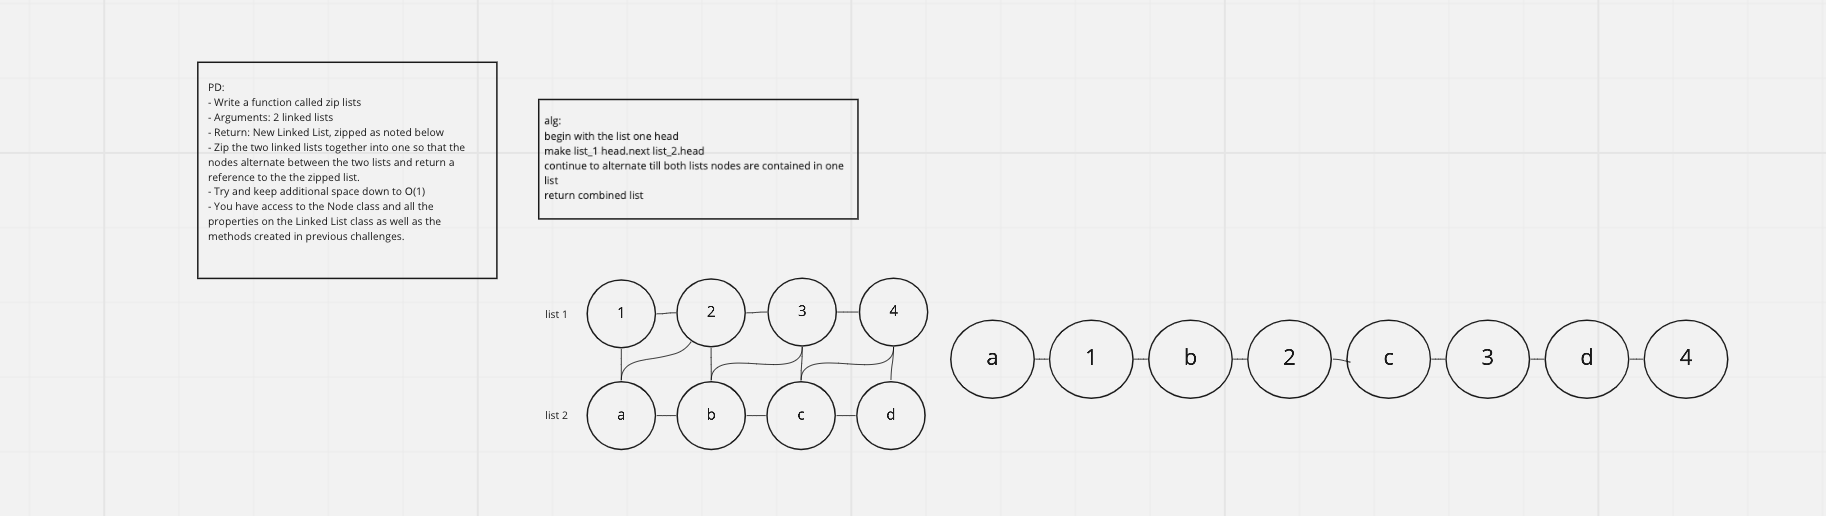 PD:
- Write a function called zip lists
- Arguments: 2 linked lists
- Return: New Linked List, zipped as noted below
- Zip the two linked lists together into one so that the
nodes alternate between the two lists and return a
reference to the the zipped list.
- Try and keep additional space down to O(1)
- You have access to the Node class and all the
properties on the Linked List class as well as the
methods created in previous challenges.
alg:
begin with the list one head
make list_1 head.next list_2.head
continue to alternate till both lists nodes are contained in one
list
return combined list
list 1 1 2 3 4
list 2 a b c d
a 1 b 2 c 3 d 4